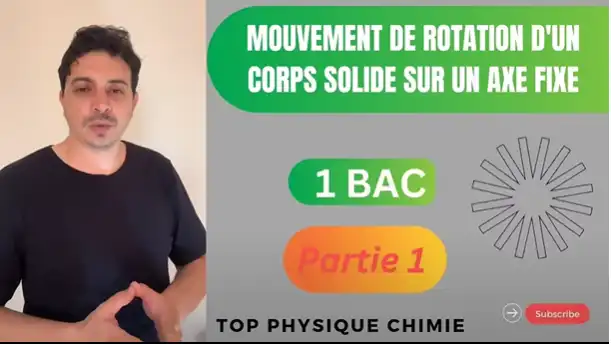 MOUVEMENT DE ROTATION D'UN
CORPS SOLIDE SUR UN AXE FIXE
1 BAC
Partie 1
Subscribe
TOP PHYSIQUE CHIMIE